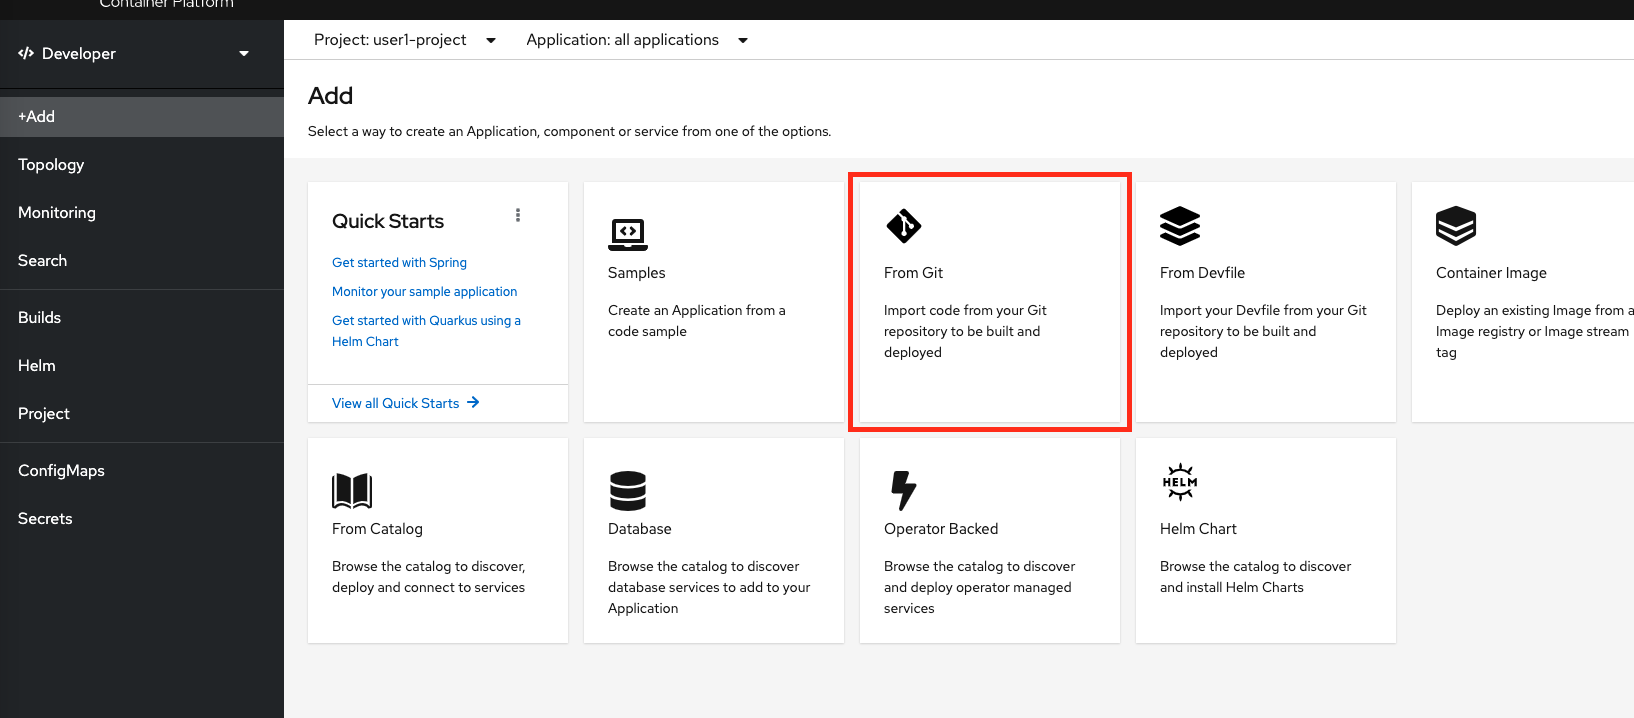 Container Platform
Developer
Project: user1-project
Application: all applications
+Add
Topology
Monitoring
Search
Builds
Helm
Project
ConfigMaps
Secrets
Add
Select a way to create an Application, component or service from one of the options.
Quick Starts
Get started with Spring
Monitor your sample application
Get started with Quarkus using a
Helm Chart
View all Quick Starts
Samples
Create an Application from a
code sample
From Git
Import code from your Git
repository to be built and
deployed
From Devfile
Import your Devfile from your Git
repository to be built and
deployed
Container Image
Deploy an existing Image from a
Image registry or Image stream
tag
From Catalog
Browse the catalog to discover,
deploy and connect to services
Database
Browse the catalog to discover
database services to add to your
Application
Operator Backed
Browse the catalog to discover
and deploy operator managed
services
HELM
Helm Chart
Browse the catalog to discover
and install Helm Charts